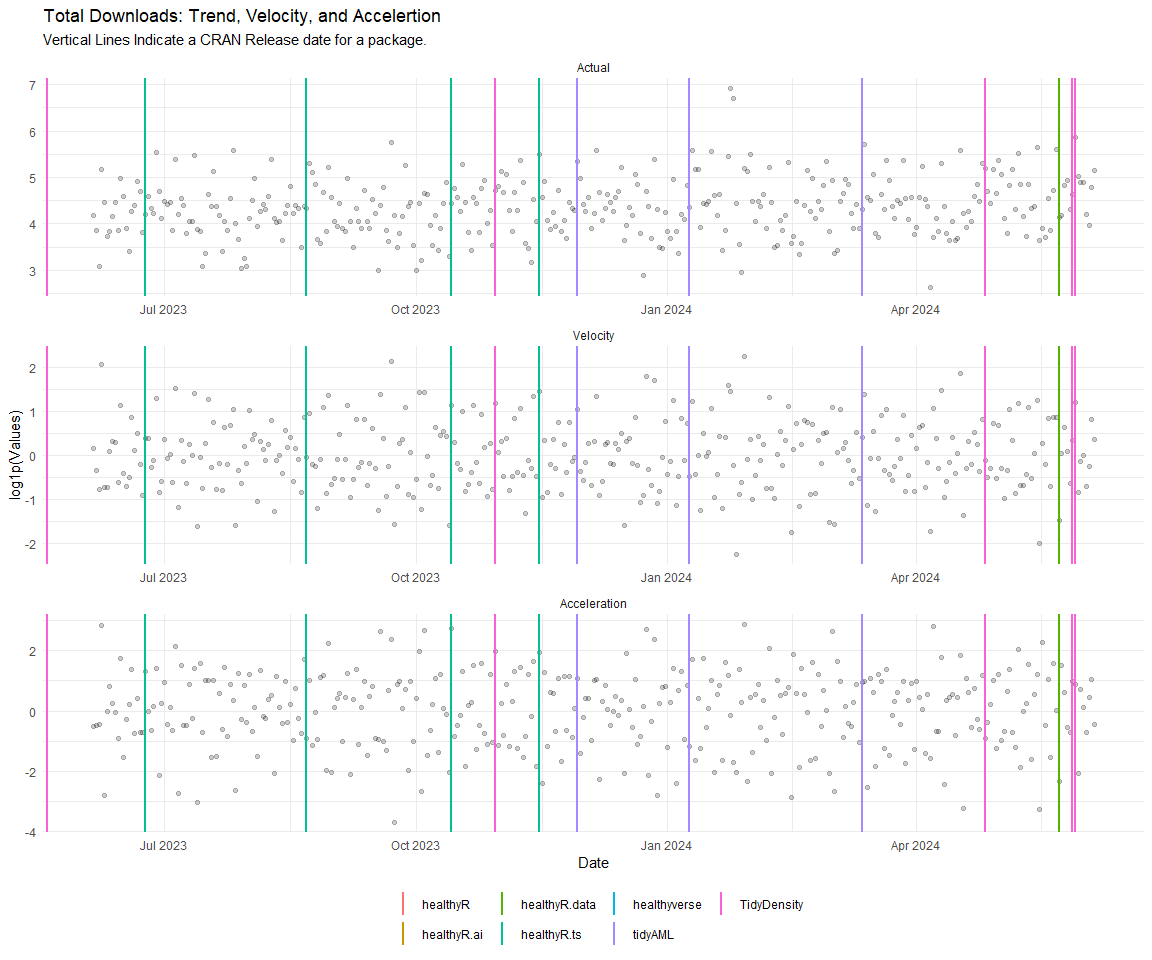 Total Downloads: Trend, Velocity, and Accelertion
Vertical Lines Indicate a CRAN Release date for a package.
Actual
7
6
5
4
3
Jul 2023 Oct 2023 Jan 2024 Apr 2024
Velocity
2
1
0
-1
-2
log1p(Values)
Jul 2023 Oct 2023 Jan 2024 Apr 2024
Acceleration
2
0
-2
-4
Jul 2023 Oct 2023 Jan 2024 Apr 2024
Date
healthyR healthyR.data healthyverse TidyDensity
healthyR.ai healthyR.ts tidyAML